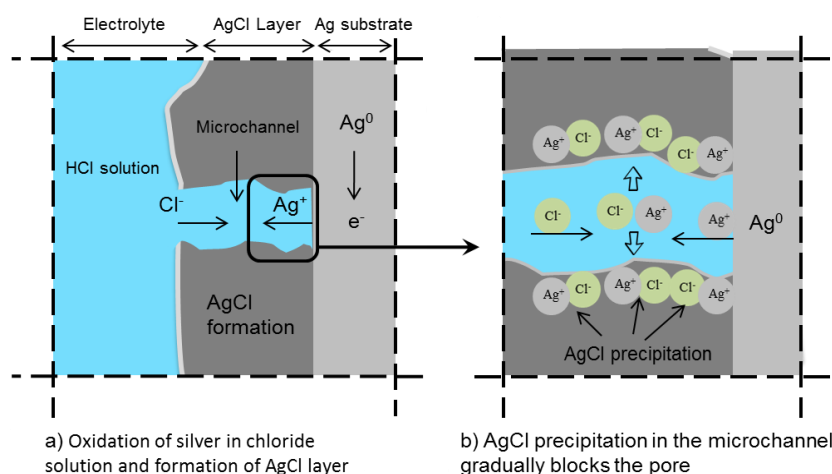 Electrolyte AgCl Layer Ag substrate
Microchannel
Ag⁰
HCl solution
Cl⁻
Ag⁺
e⁻
AgCl
formation
a) Oxidation of silver in chloride
solution and formation of AgCl layer
Ag⁺ Cl⁻ Ag⁺ Cl⁻ Cl⁻ Ag⁺
Cl⁻ Cl⁻ Ag⁺ Ag⁺ Ag⁰
Ag⁺ Cl⁻ Ag⁺ Cl⁻ Cl⁻ Ag⁺
AgCl precipitation
b) AgCl precipitation in the microchannel
gradually blocks the pore